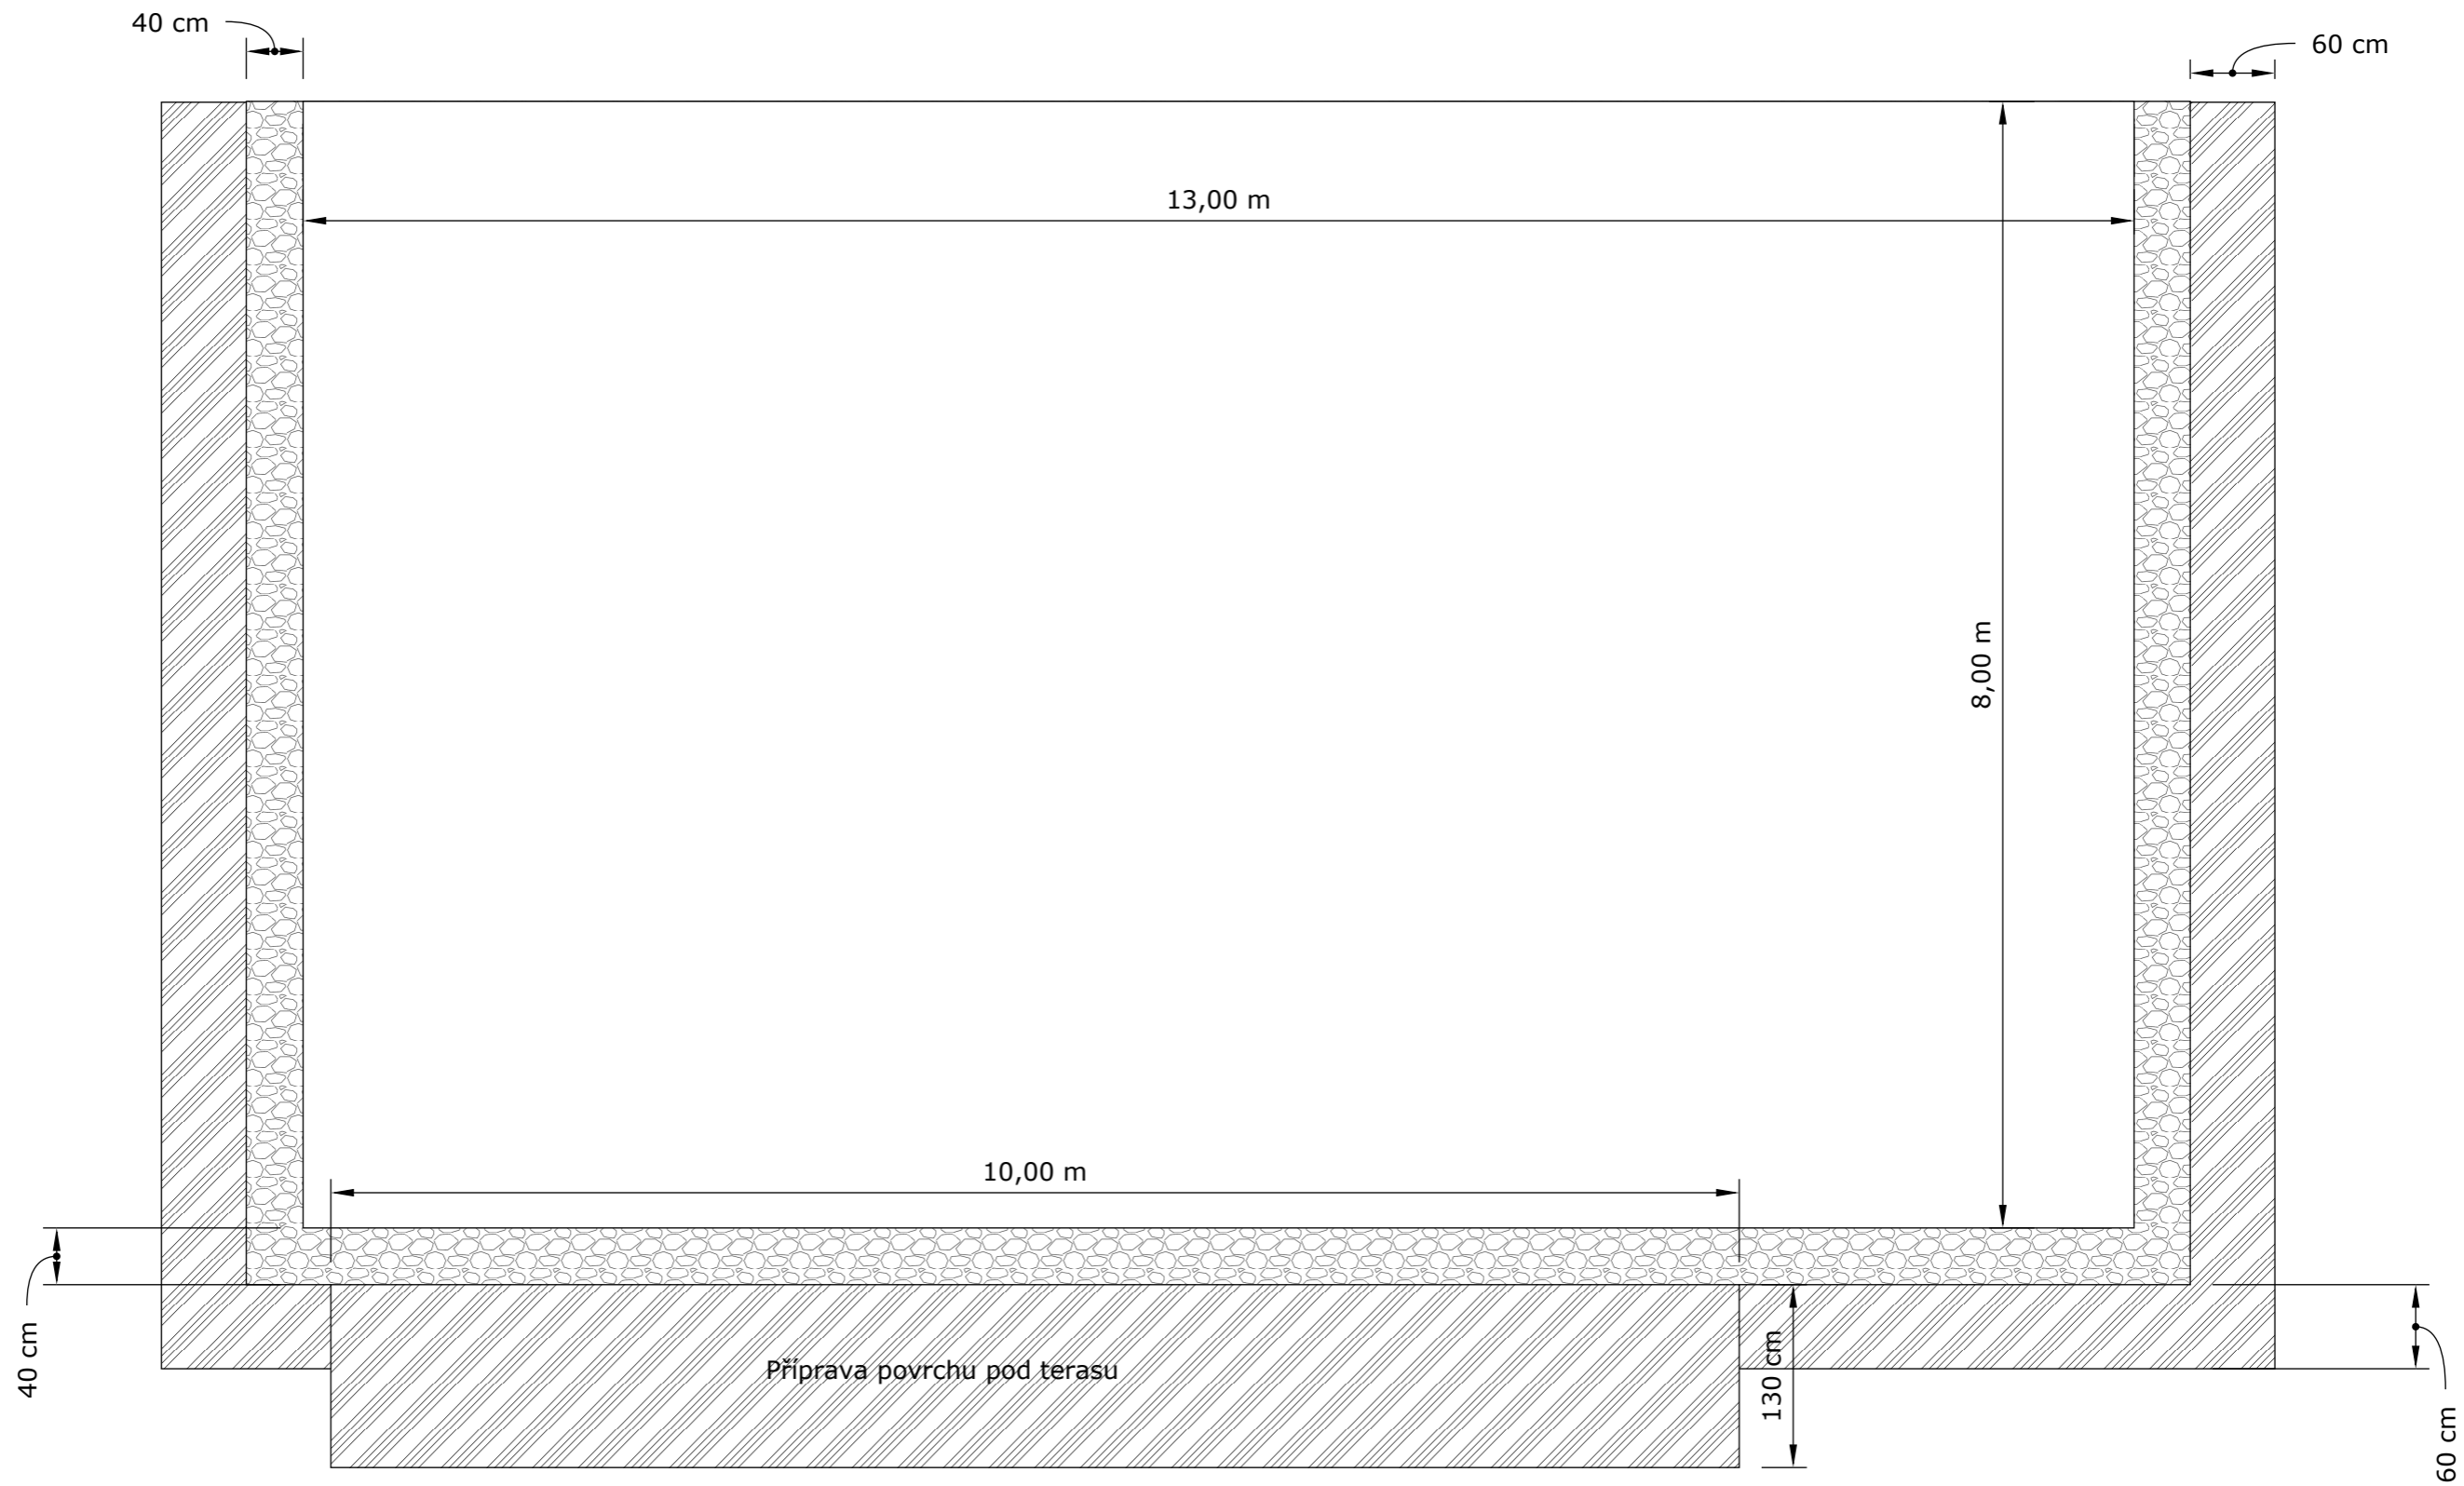 40 cm
60 cm
13,00 m
8,00 m
10,00 m
40 cm
130 cm
Příprava povrchu pod terasu
60 cm